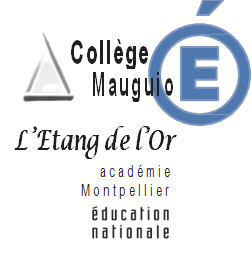 Collège
Mauguio
É
L'Etang de l'Or
académie
Montpellier
éducation
nationale